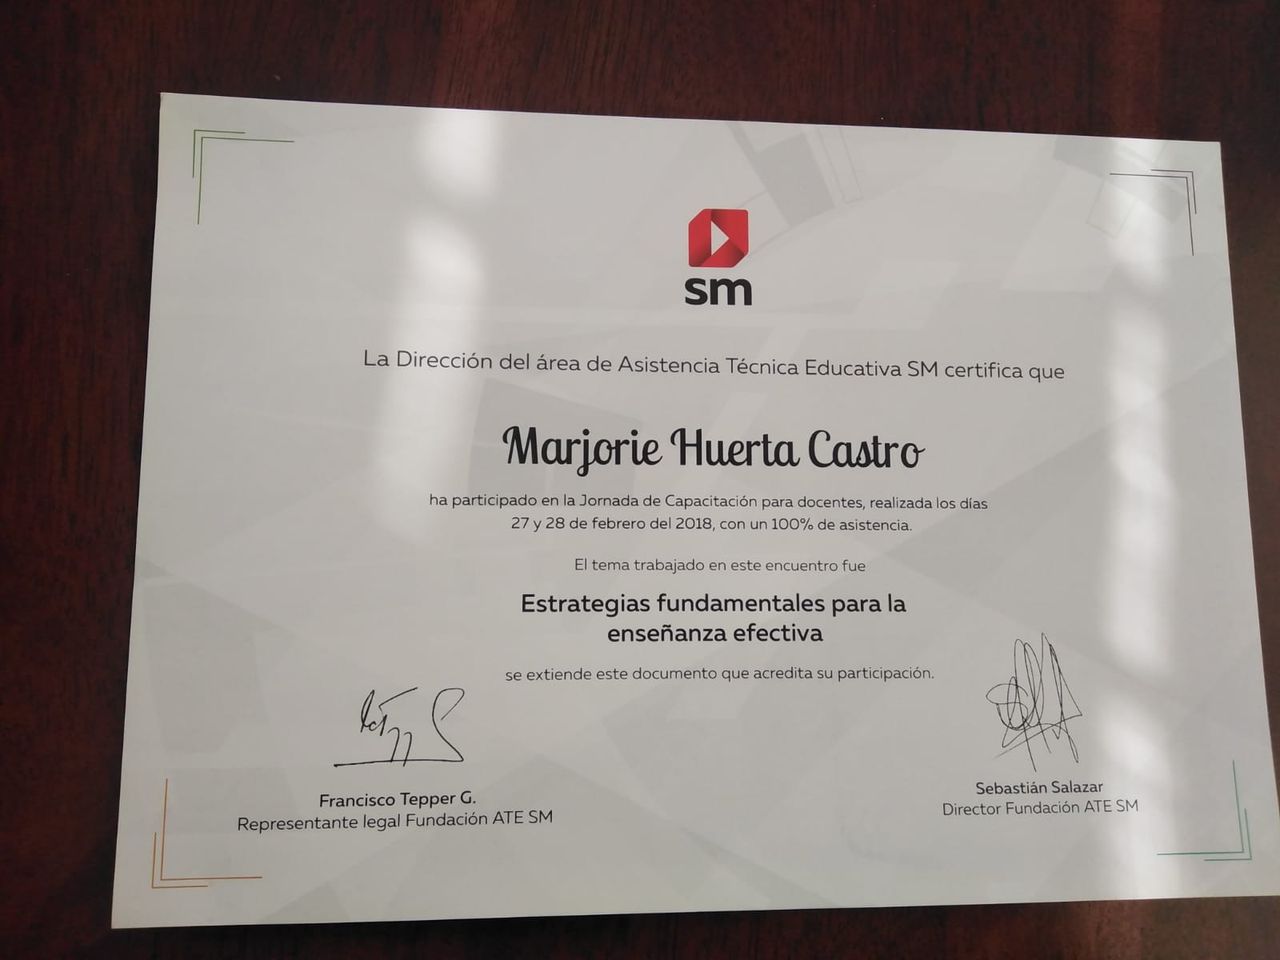 sm
La Dirección del área de Asistencia Técnica Educativa SM certifica que
Marjorie Huerta Castro
ha participado en la Jornada de Capacitación para docentes, realizada los días
27 y 28 de febrero del 2018, con un 100% de asistencia.
El tema trabajado en este encuentro fue
Estrategias fundamentales para la
enseñanza efectiva
se extiende este documento que acredita su participación.
Francisco Tepper G.
Representante legal Fundación ATE SM
Sebastián Salazar
Director Fundación ATE SM